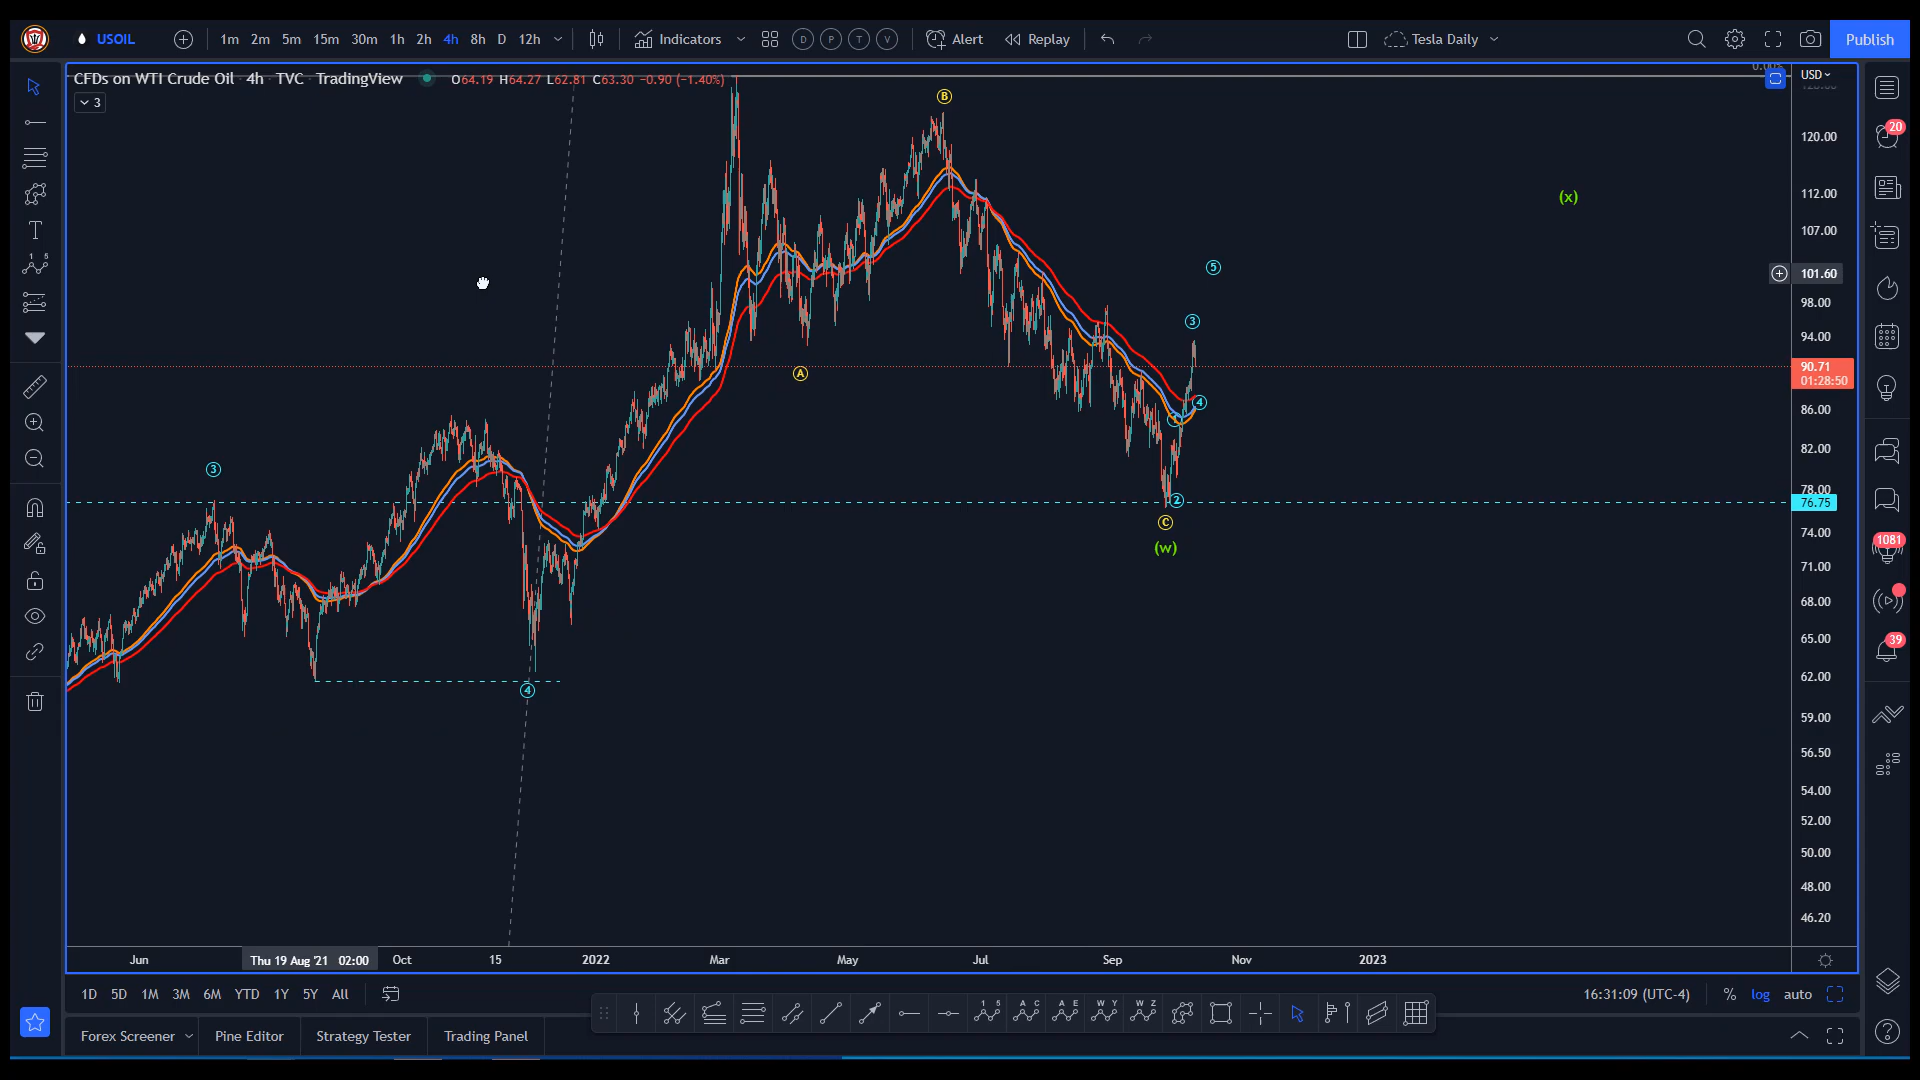 USOIL 1m 2m 5m 15m 30m 1h 2h 4h 8h D 12h Indicators D P T V Alert Replay Tesla Daily Publish
CFDs on WTI Crude Oil · 4h · TVC · TradingView O64.19 H64.27 L62.81 C63.30 −0.90 (−1.40%)
USD
3
B
20
120.00
112.00
(x)
107.00
5
101.60
98.00
3
94.00
90.71
A
01:28:50
4
86.00
82.00
3
78.00
2
76.75
C
74.00
(w)
1081
71.00
68.00
65.00
39
62.00
4
59.00
56.50
54.00
52.00
50.00
48.00
46.20
Jun Thu 19 Aug '21 02:00 Oct 15 2022 Mar May Jul Sep Nov 2023
1D 5D 1M 3M 6M YTD 1Y 5Y All 16:31:09 (UTC-4) % log auto
1 5 A C A E W Y W Z
Forex Screener Pine Editor Strategy Tester Trading Panel